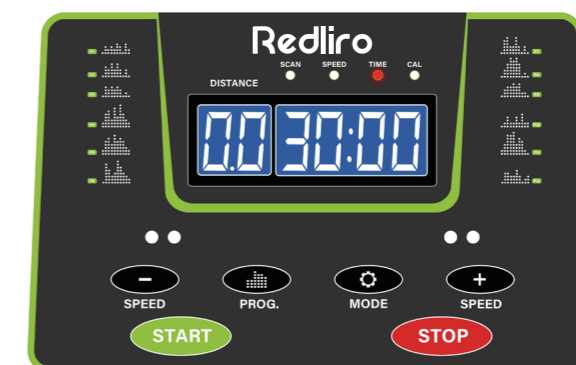 Redliro
SCAN SPEED TIME CAL
DISTANCE
0.0 30:00
SPEED PROG. MODE SPEED
START STOP